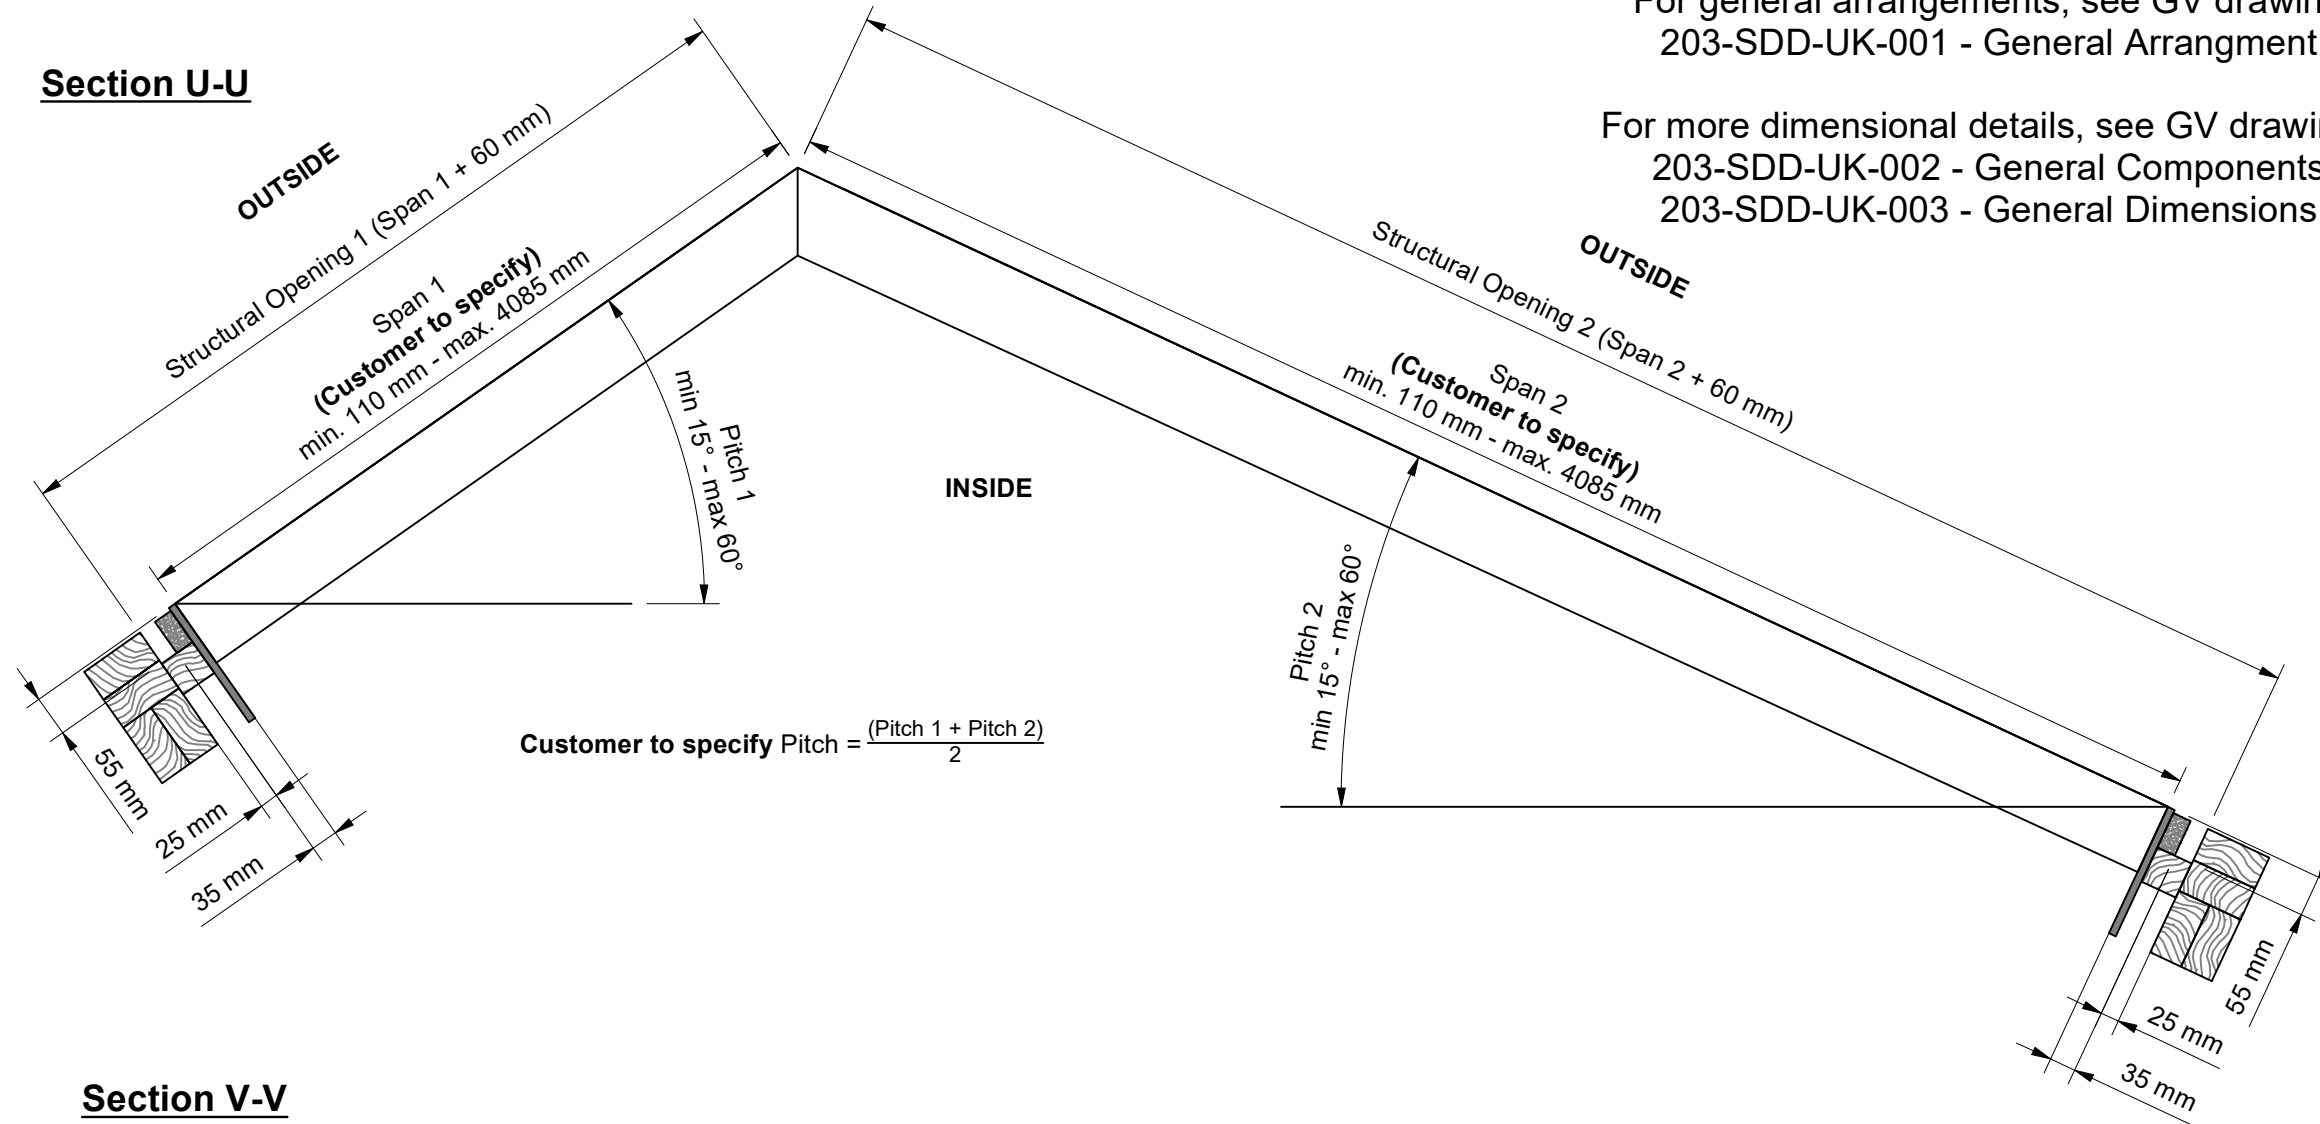 For general arrangements, see GV drawin
203-SDD-UK-001 - General Arrangment
Section U-U
For more dimensional details, see GV drawi
203-SDD-UK-002 - General Components
203-SDD-UK-003 - General Dimensions
OUTSIDE
Structural Opening 1 (Span 1 + 60 mm)
Span 1
(Customer to specify)
min. 110 mm - max. 4085 mm
OUTSIDE
Structural Opening 2 (Span 2 + 60 mm)
Span 2
(Customer to specify)
min. 110 mm - max. 4085 mm
Pitch 1
min 15° - max 60°
INSIDE
Pitch 2
min 15° - max 60°
Customer to specify Pitch = (Pitch 1 + Pitch 2)
2
55 mm
25 mm
35 mm
55 mm
25 mm
35 mm
Section V-V